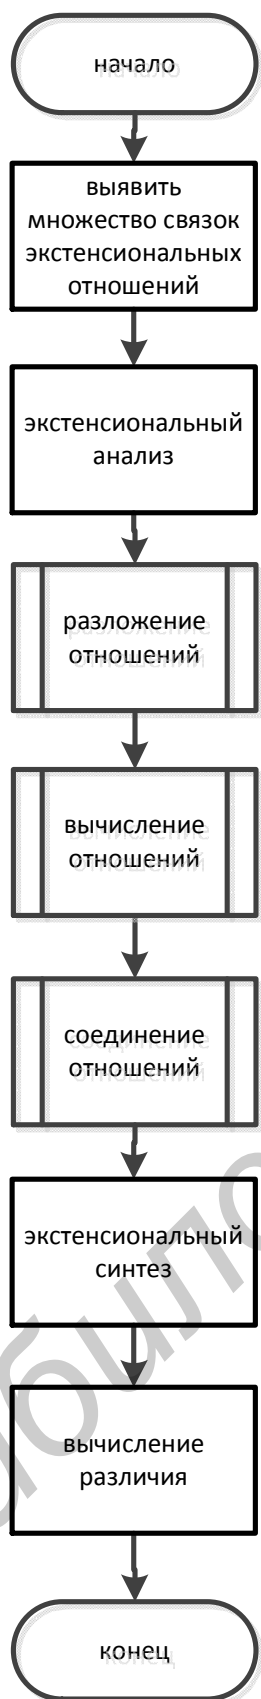 начало
выявить
множество связок
экстенсиональных
отношений
экстенсиональный
анализ
разложение
отношений
вычисление
отношений
соединение
отношений
экстенсиональный
синтез
вычисление
различия
конец